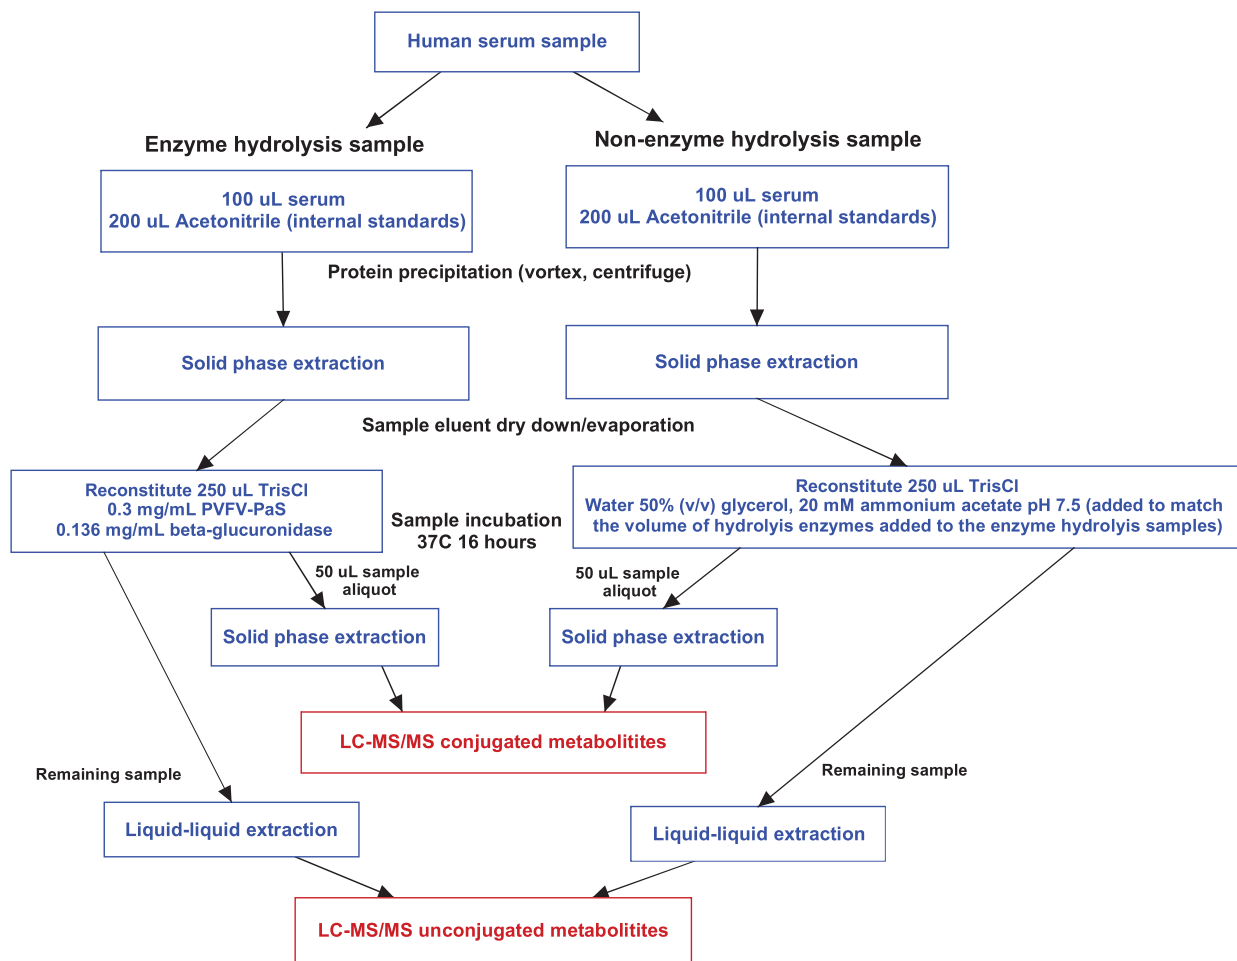 Human serum sample
Enzyme hydrolysis sample
Non-enzyme hydrolysis sample
100 uL serum
200 uL Acetonitrile (internal standards)
100 uL serum
200 uL Acetonitrile (internal standards)
Protein precipitation (vortex, centrifuge)
Solid phase extraction
Solid phase extraction
Sample eluent dry down/evaporation
Reconstitute 250 uL TrisCl
0.3 mg/mL PVFV-PaS
0.136 mg/mL beta-glucuronidase
Reconstitute 250 uL TrisCl
Water 50% (v/v) glycerol, 20 mM ammonium acetate pH 7.5 (added to match
the volume of hydrolyis enzymes added to the enzyme hydrolyis samples)
Sample incubation
37C 16 hours
50 uL sample
aliquot
50 uL sample
aliquot
Solid phase extraction
Solid phase extraction
LC-MS/MS conjugated metabolitites
Remaining sample
Remaining sample
Liquid-liquid extraction
Liquid-liquid extraction
LC-MS/MS unconjugated metabolitites